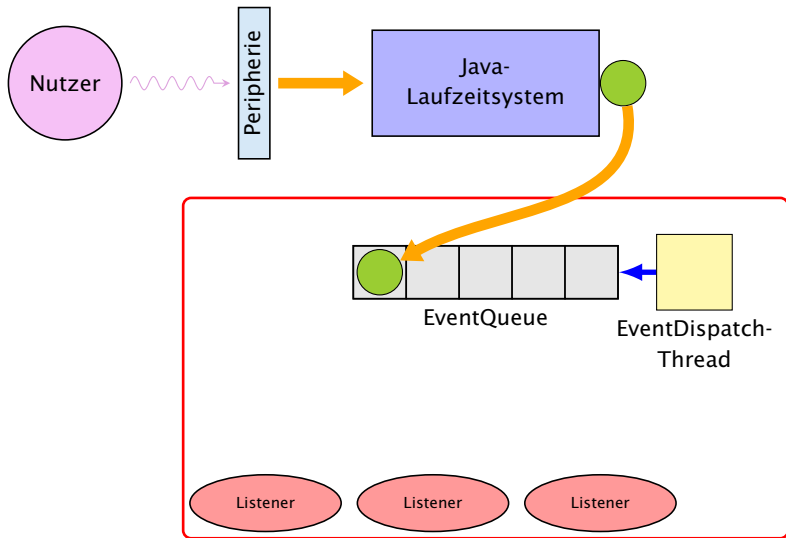 Nutzer
Peripherie
Java-
Laufzeitsystem
EventQueue
EventDispatch-
Thread
Listener
Listener
Listener